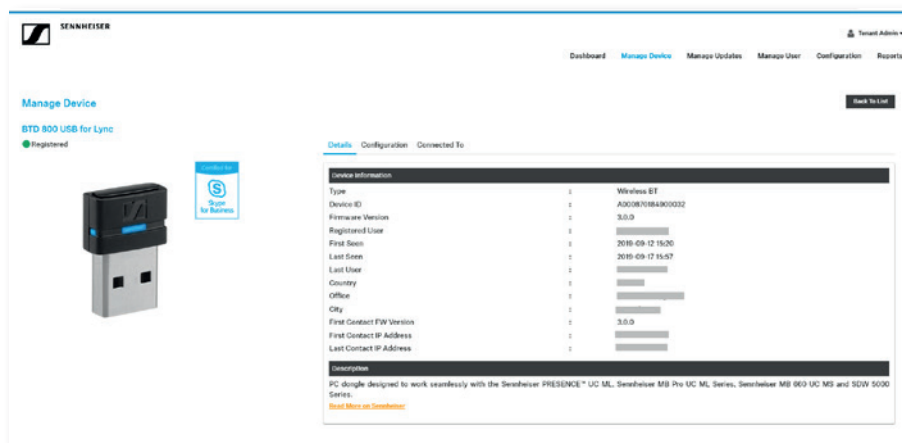 SENNHEISER
Tenant Admin
Dashboard Manage Device Manage Updates Manage User Configuration Reports
Manage Device
Back To List
BTD 800 USB for Lync
Registered
Details Configuration Connected To
Certified for
Skype
for Business
Device Information
Type : Wireless BT
Device ID : A000870184900032
Firmware Version : 3.0.0
Registered User :
First Seen : 2019-09-12 15:20
Last Seen : 2019-09-17 15:57
Last User :
Country :
Office :
City :
First Contact FW Version : 3.0.0
First Contact IP Address :
Last Contact IP Address :
Description
PC dongle designed to work seamlessly with the Sennheiser PRESENCE™ UC ML, Sennheiser MB Pro UC ML Series, Sennheiser MB 660 UC MS and SDW 5000
Series.
Read More on Sennheiser